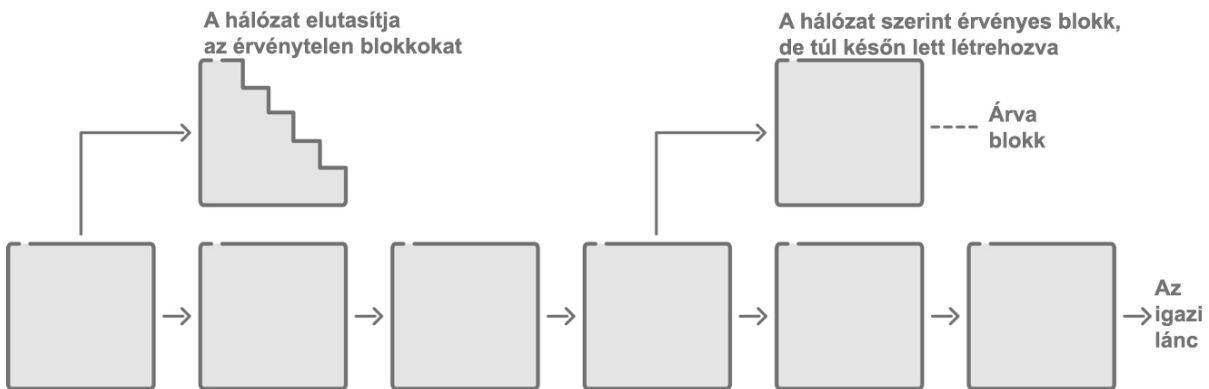 A hálózat elutasítja
az érvénytelen blokkokat
A hálózat szerint érvényes blokk,
de túl későn lett létrehozva
Árva
blokk
Az
igazi
lánc